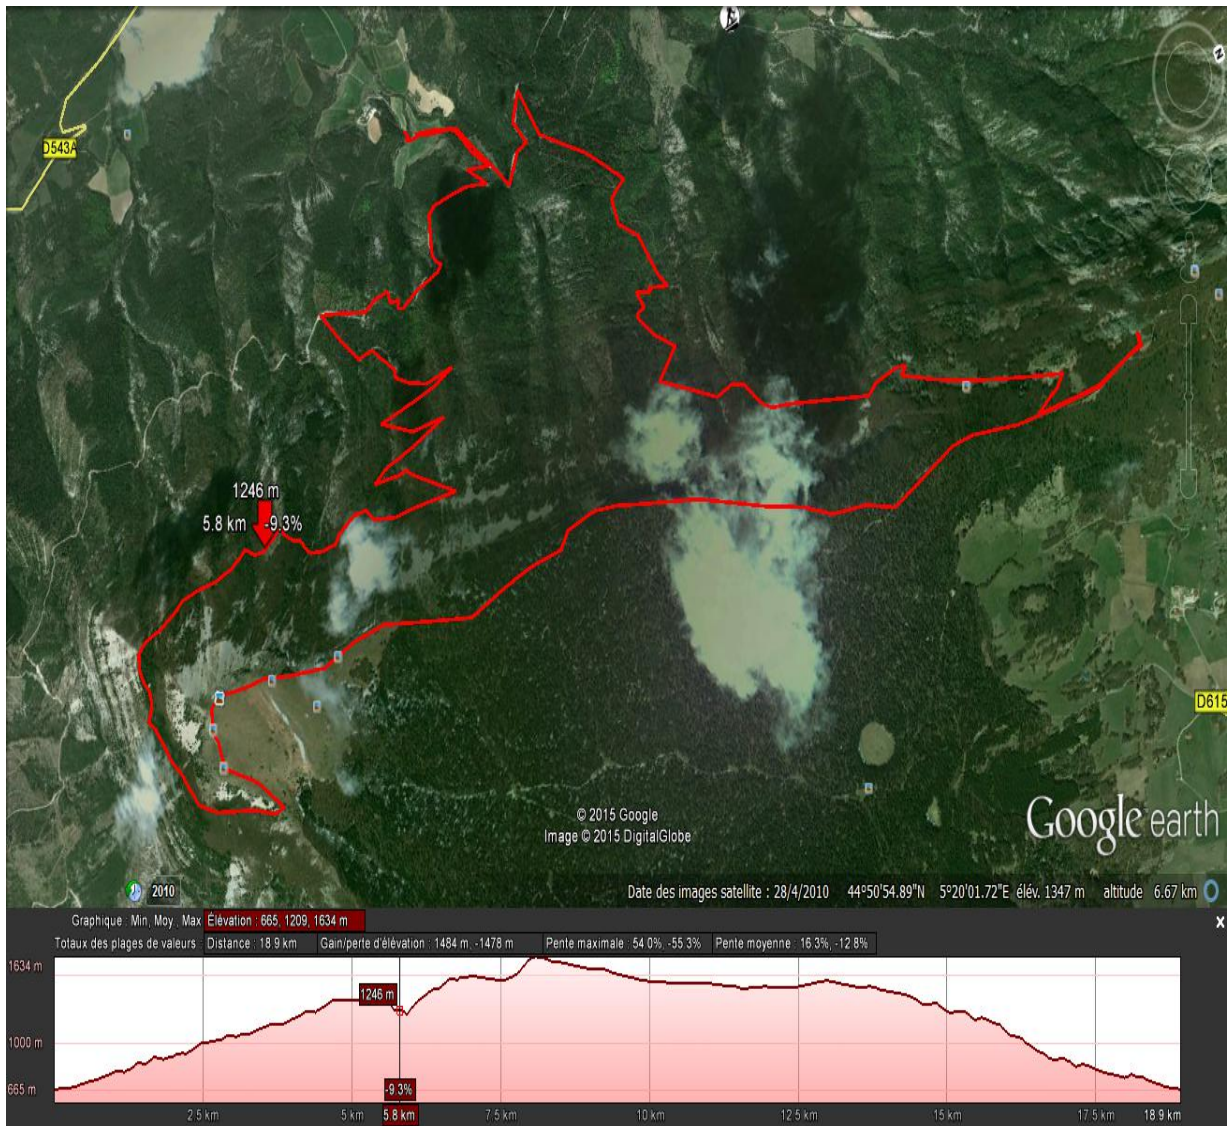 D543A
1246 m
5.8 km -9.3%
D615
© 2015 Google
Image © 2015 DigitalGlobe
Google earth
2010
Date des images satellite : 28/4/2010 44°50'54.89"N 5°20'01.72"E élév. 1347 m altitude 6.67 km
Graphique : Min, Moy , Max Élévation : 665, 1209, 1634 m
X
Totaux des plages de valeurs : Distance : 18.9 km Gain/perte d'élévation : 1484 m, -1478 m Pente maximale : 54.0%, -55.3% Pente moyenne : 16.3%, -12.8%
1634 m
1246 m
1000 m
665 m
-9.3%
2.5 km 5 km 5.8 km 7.5 km 10 km 12.5 km 15 km 17.5 km 18.9 km